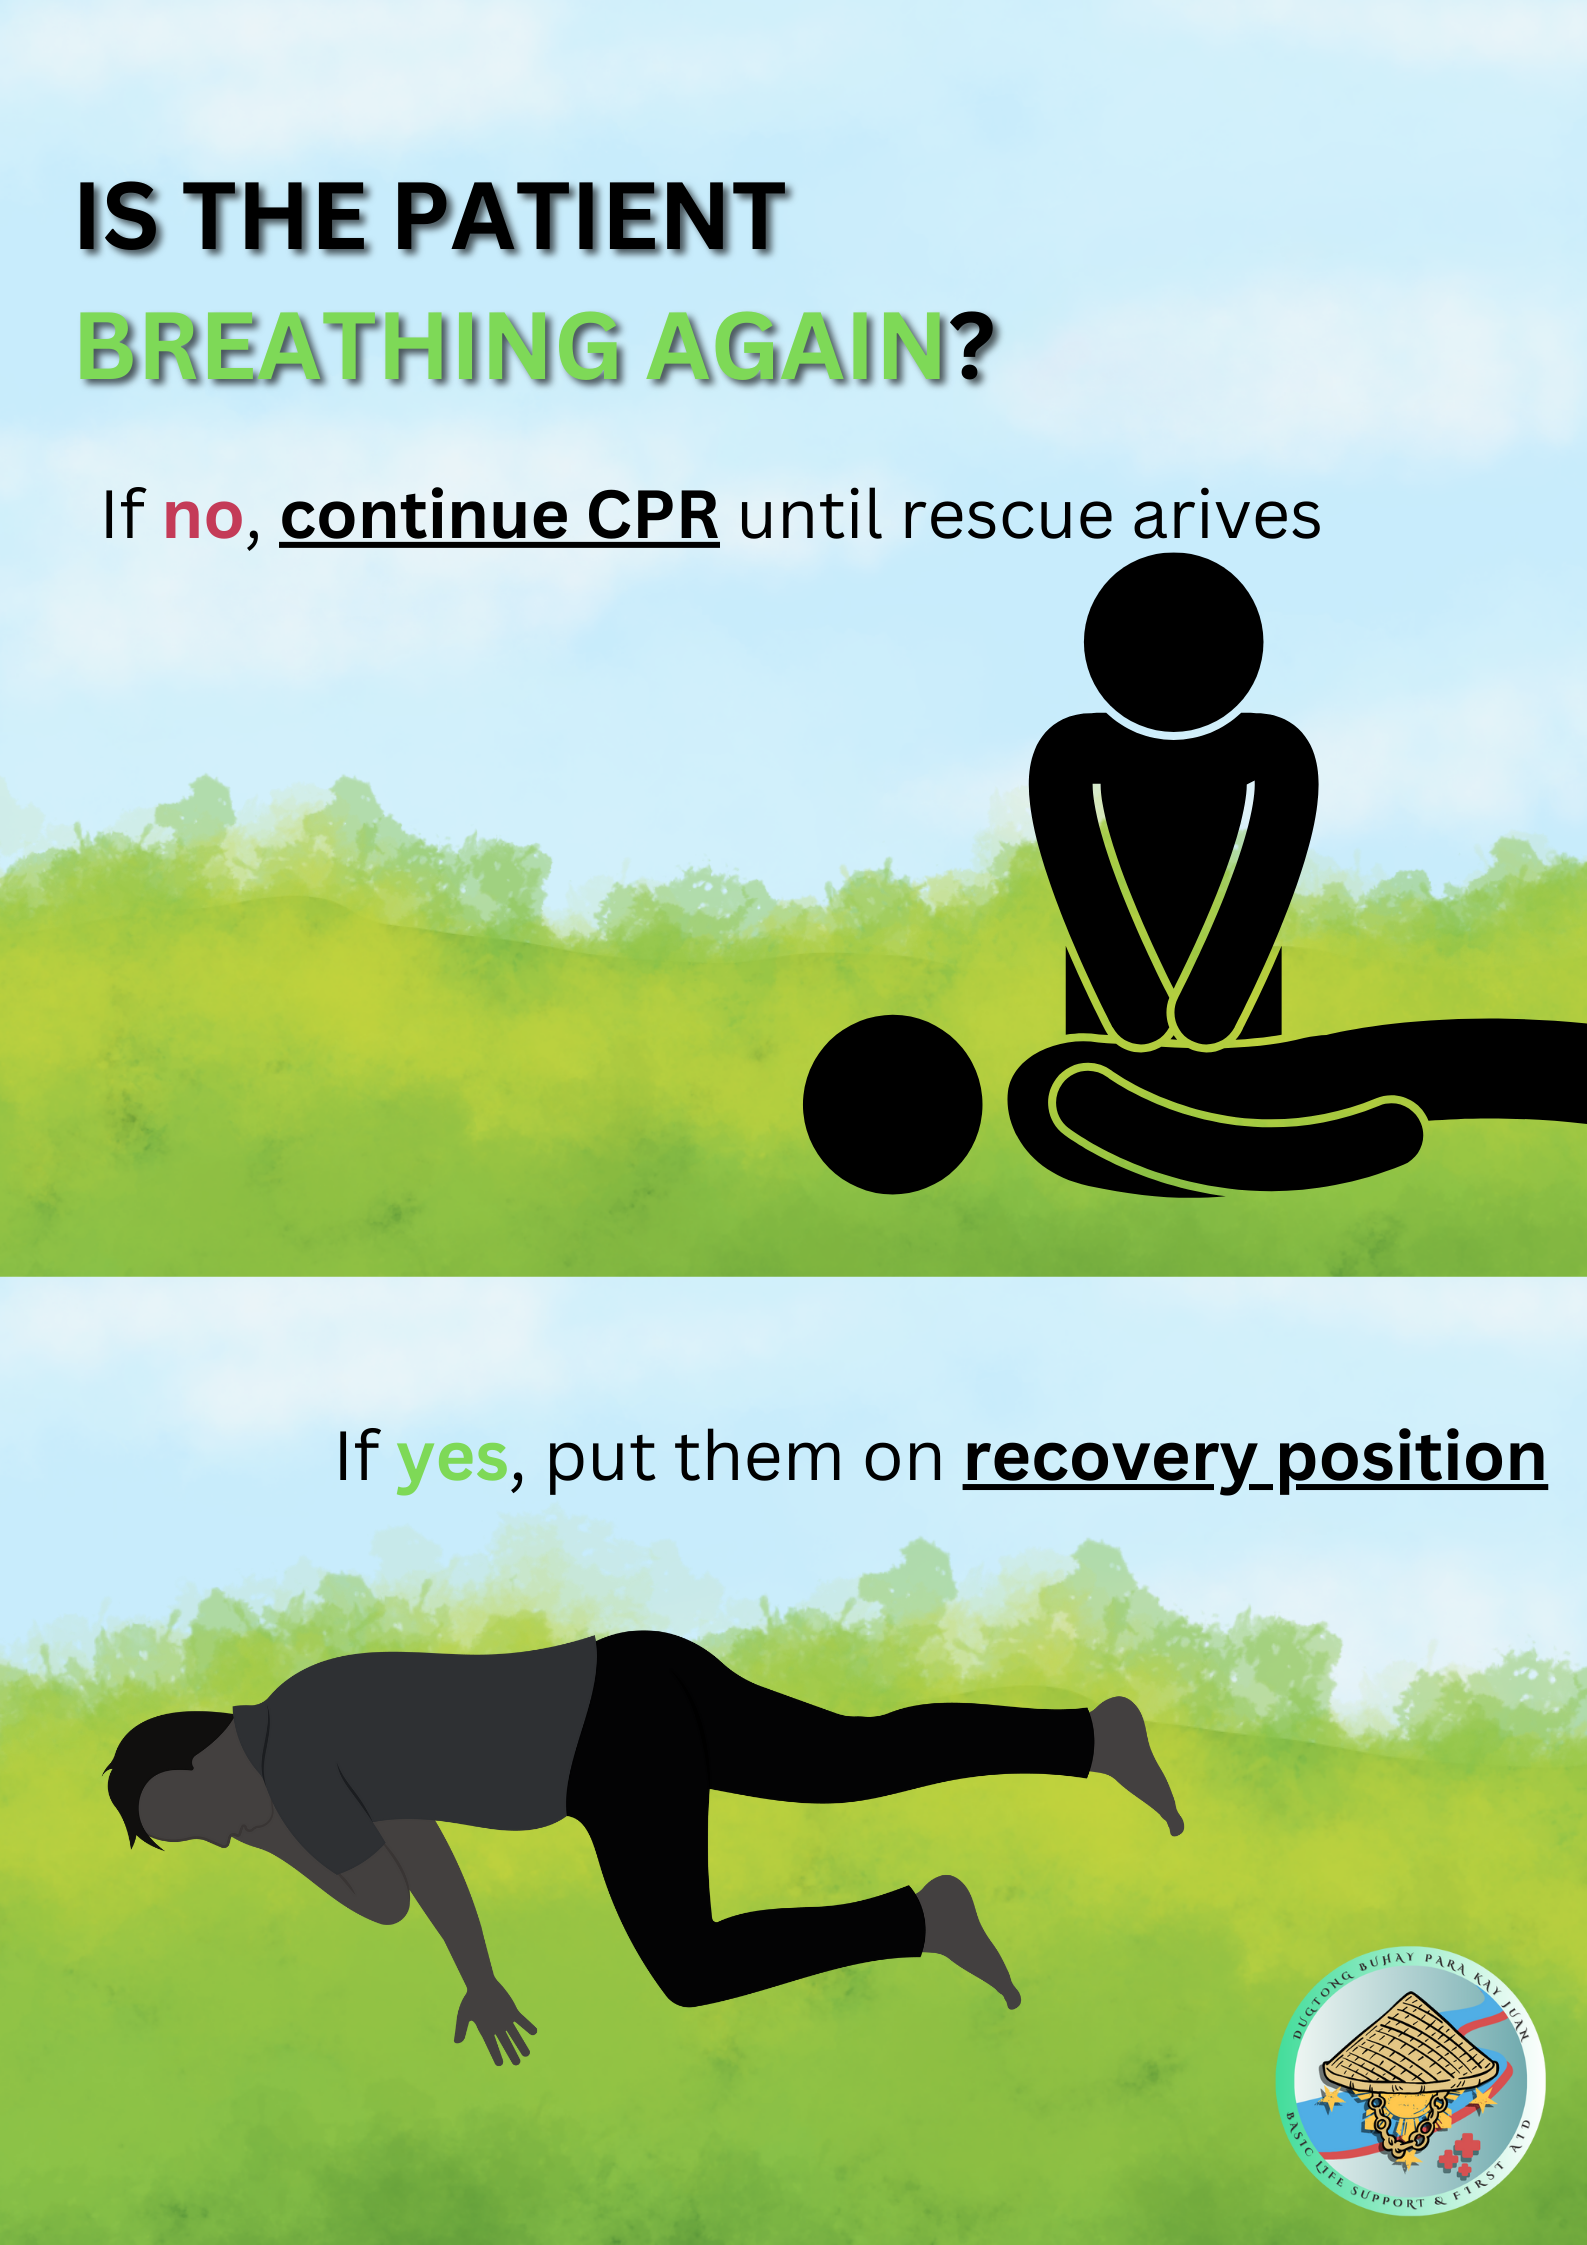 IS THE PATIENT
BREATHING AGAIN?
If no, continue CPR until rescue arives
If yes, put them on recovery position
DUGTONG BUHAY PARA KAY JUAN
BASIC LIFE SUPPORT & FIRST AID